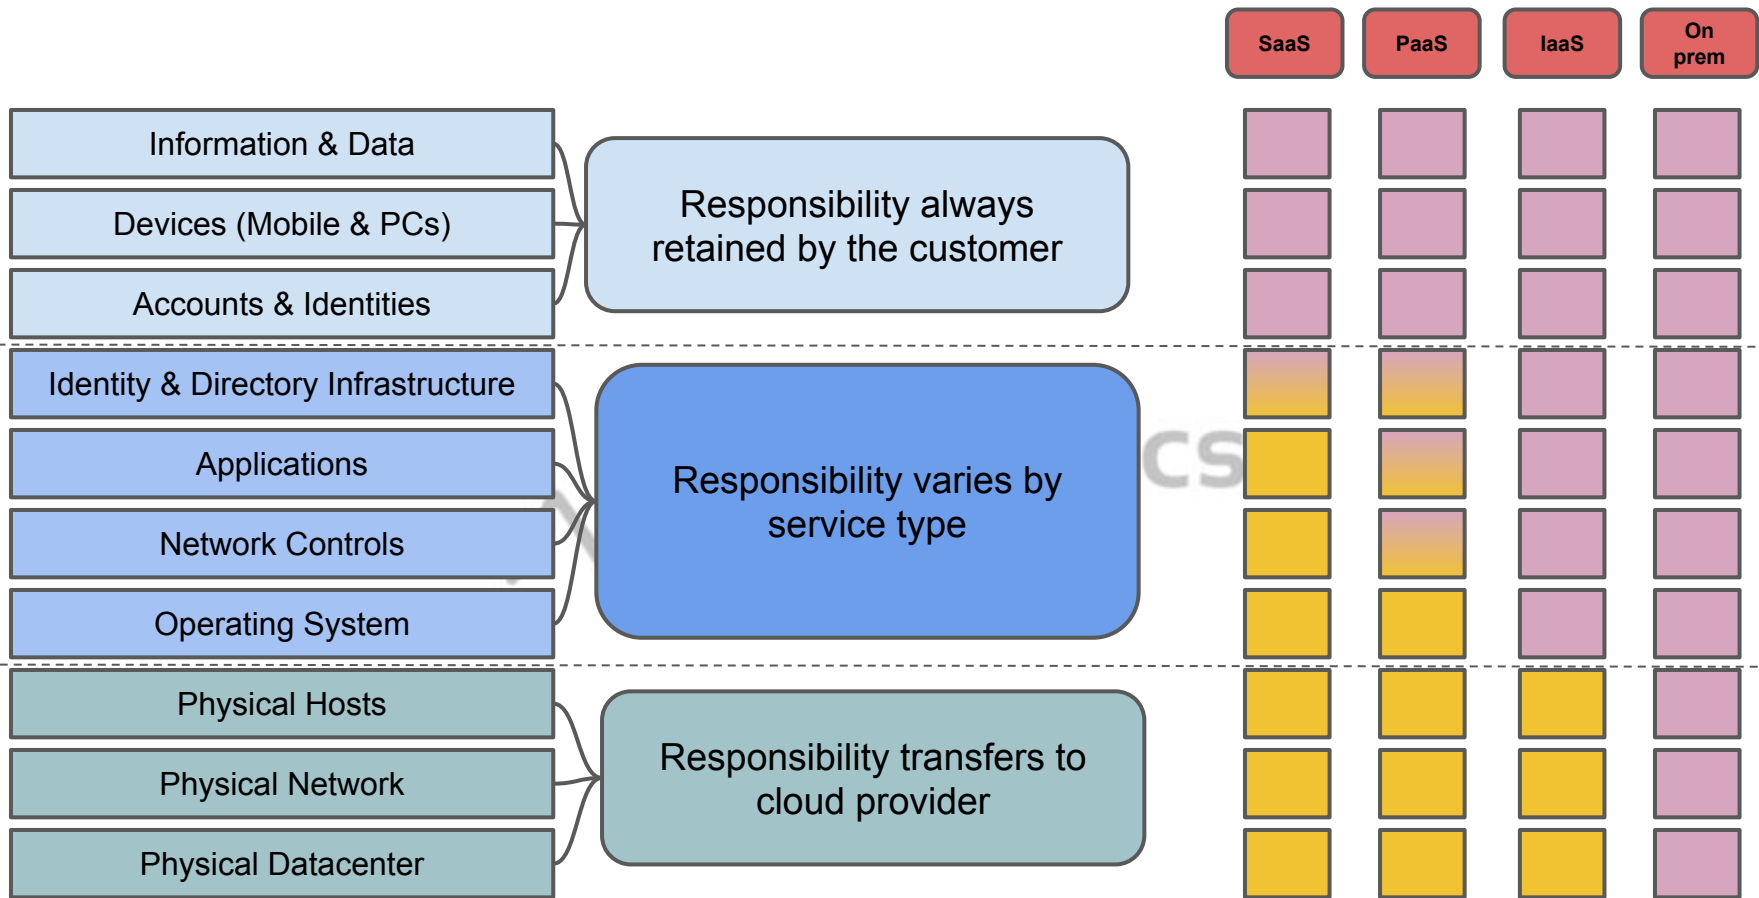 SaaS
PaaS
IaaS
On
prem
Information & Data
Devices (Mobile & PCs)
Accounts & Identities
Responsibility always
retained by the customer
Identity & Directory Infrastructure
Applications
Network Controls
Operating System
Responsibility varies by
service type
cs
Physical Hosts
Physical Network
Physical Datacenter
Responsibility transfers to
cloud provider